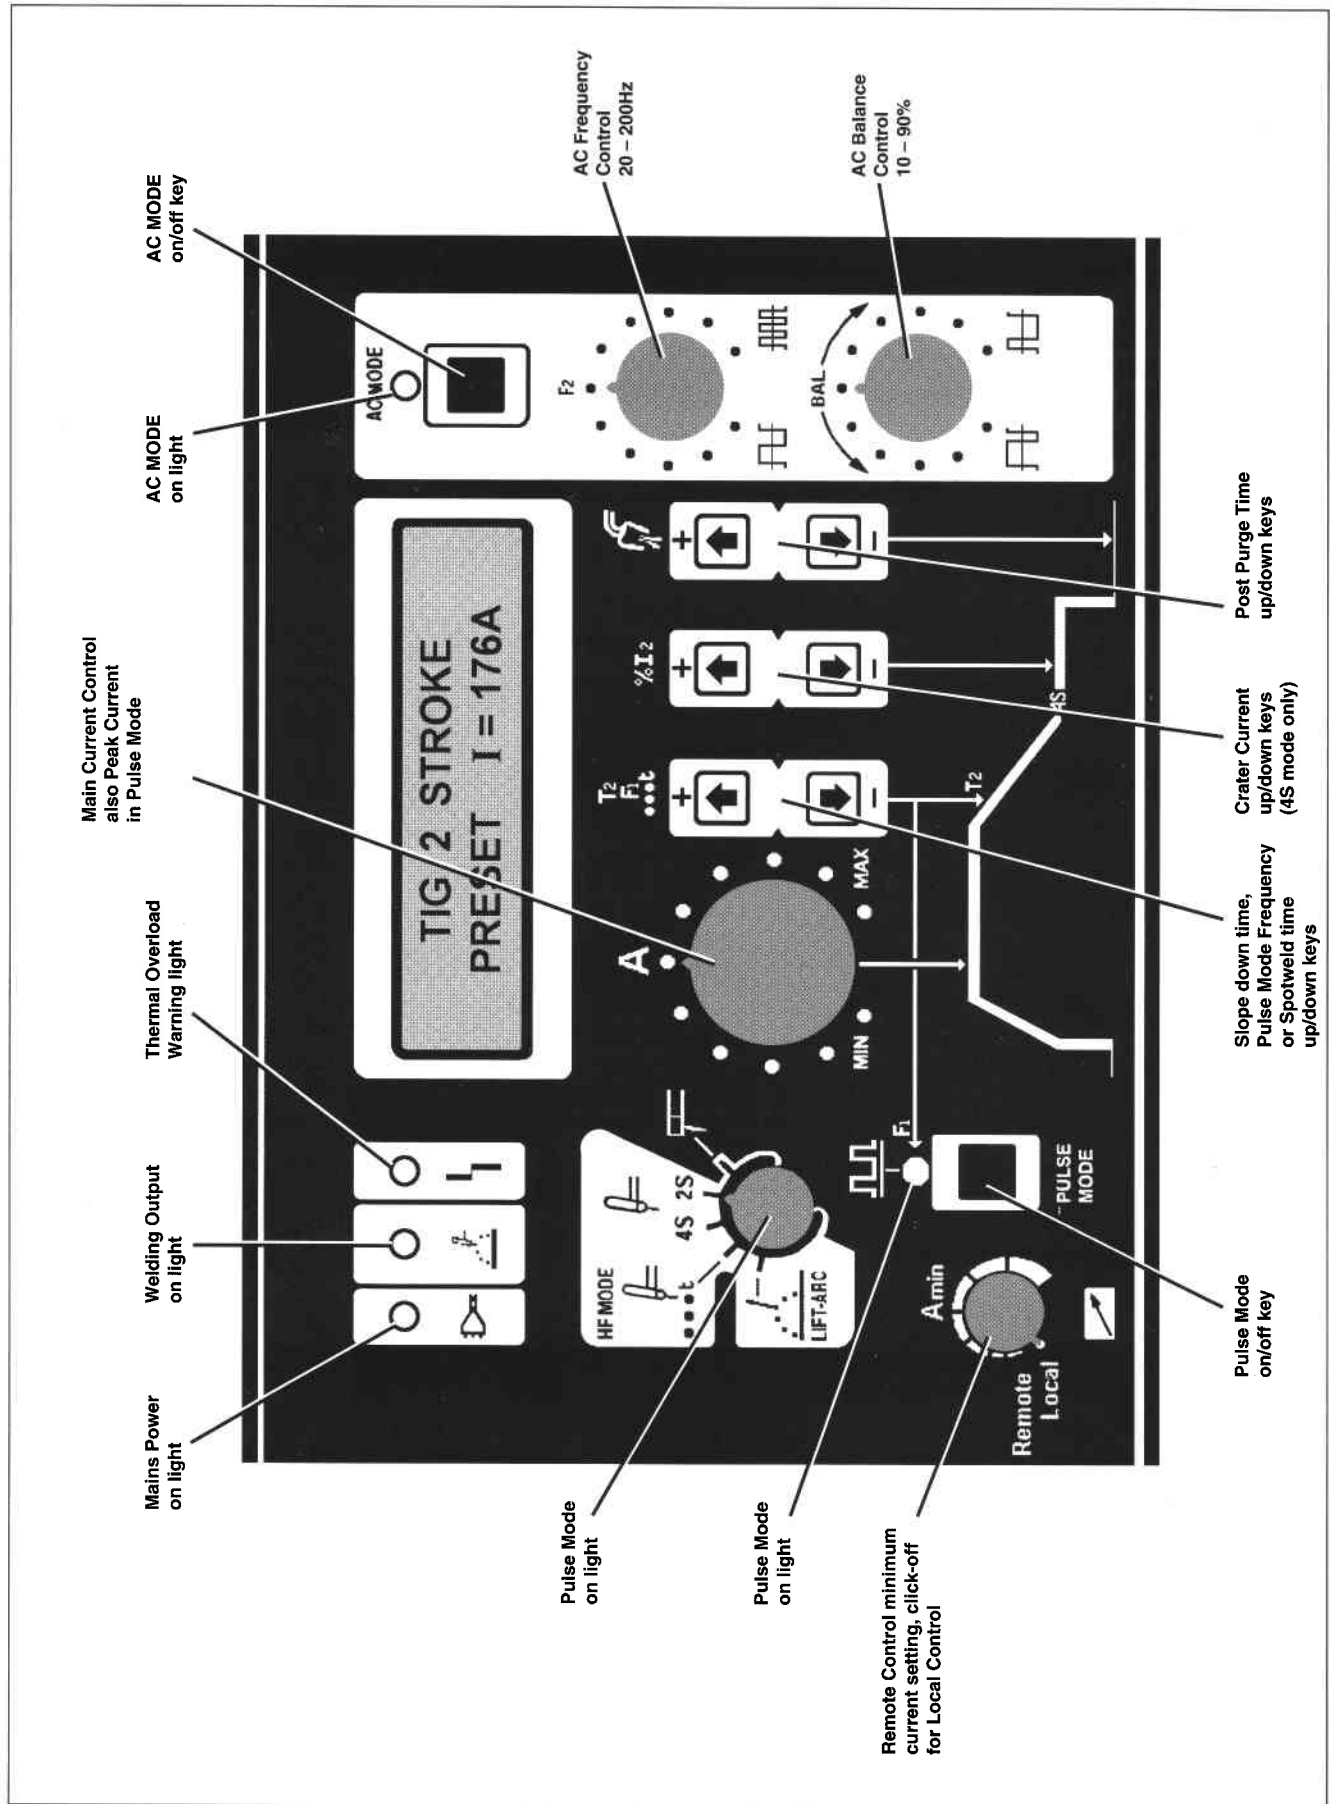 Main Current Control
also Peak Current
in Pulse Mode
Mains Power
on light
Welding Output
on light
Thermal Overload
Warning light
AC MODE
on light
AC MODE
on/off key
TIG 2 STROKE
PRESET I = 176A
AC MODE
HF MODE
4S 2S
t
LIFT-ARC
A
MIN
MAX
T2
F1
t
+
−
%I2
+
−
+
−
F2
BAL
AC Frequency
Control
20 – 200Hz
AC Balance
Control
10 – 90%
F1
PULSE
MODE
A min
Remote
Local
T2
4S
Pulse Mode
on light
Pulse Mode
on light
Remote Control minimum
current setting, click-off
for Local Control
Pulse Mode
on/off key
Slope down time,
Pulse Mode Frequency
or Spotweld time
up/down keys
Crater Current
up/down keys
(4S mode only)
Post Purge Time
up/down keys